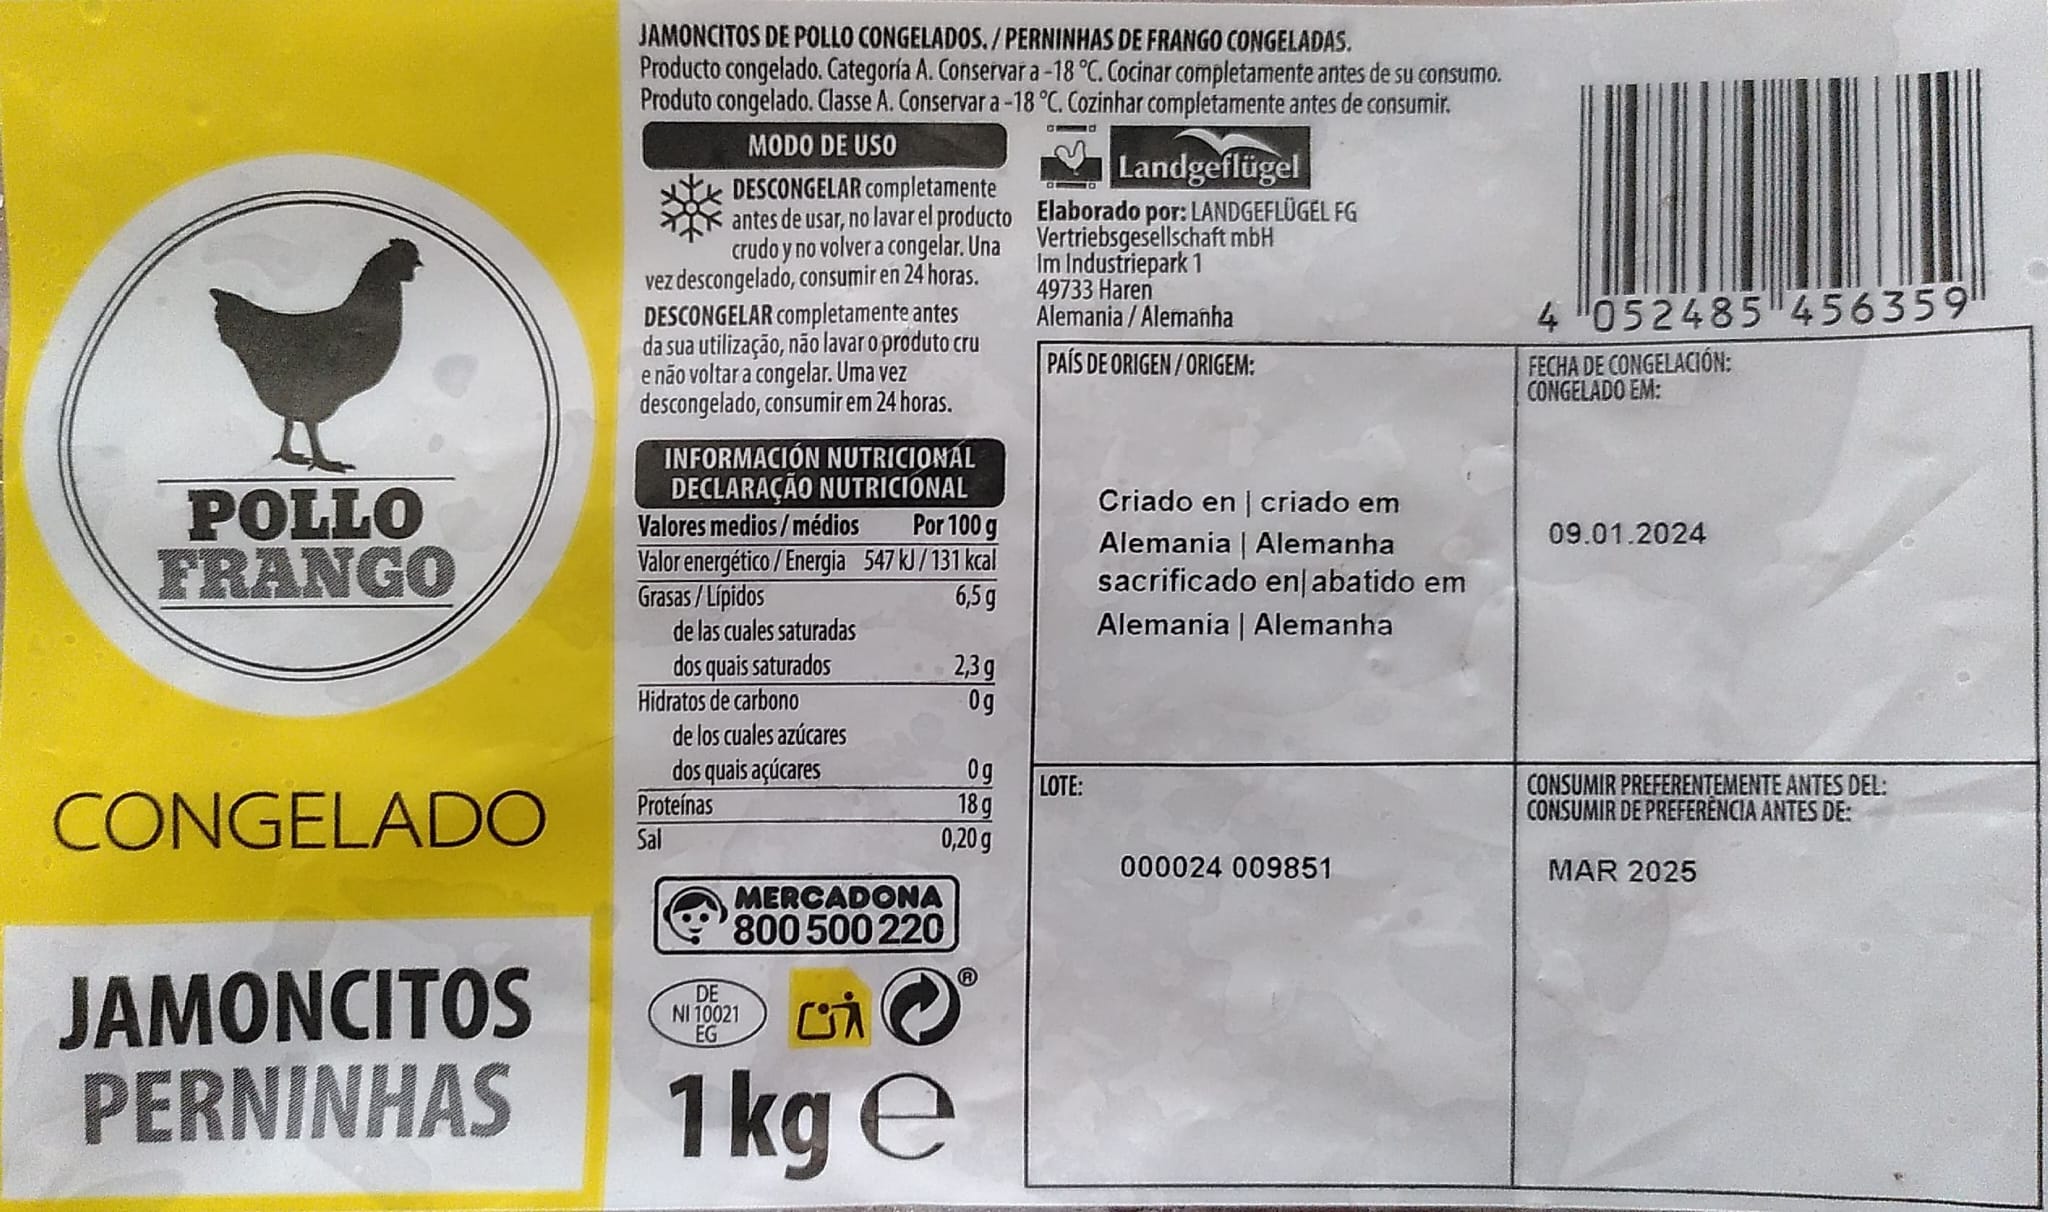 JAMONCITOS DE POLLO CONGELADOS. / PERNINHAS DE FRANGO CONGELADAS.
Producto congelado. Categoría A. Conservar a -18 °C. Cocinar completamente antes de su consumo.
Produto congelado. Classe A. Conservar a -18 °C. Cozinhar completamente antes de consumir.
POLLO
FRANGO
CONGELADO
JAMONCITOS
PERNINHAS
MODO DE USO
DESCONGELAR completamente
antes de usar, no lavar el producto
crudo y no volver a congelar. Una
vez descongelado, consumir en 24 horas.
DESCONGELAR completamente antes
da sua utilização, não lavar o produto cru
e não voltar a congelar. Uma vez
descongelado, consumir em 24 horas.
INFORMACIÓN NUTRICIONAL
DECLARAÇÃO NUTRICIONAL
Valores medios / médios Por 100 g
Valor energético / Energia 547 kJ / 131 kcal
Grasas / Lípidos 6,5 g
de las cuales saturadas
dos quais saturados 2,3 g
Hidratos de carbono 0 g
de los cuales azúcares
dos quais açúcares 0 g
Proteínas 18 g
Sal 0,20 g
MERCADONA
800 500 220
DE
NI 10021
EG
®
1 kg e
Landgeflügel
Elaborado por: LANDGEFLÜGEL FG
Vertriebsgesellschaft mbH
Im Industriepark 1
49733 Haren
Alemania / Alemanha
4 052485 456359
PAÍS DE ORIGEN / ORIGEM:
Criado en | criado em
Alemania | Alemanha
sacrificado en| abatido em
Alemania | Alemanha
FECHA DE CONGELACIÓN:
CONGELADO EM:
09.01.2024
LOTE:
000024 009851
CONSUMIR PREFERENTEMENTE ANTES DEL:
CONSUMIR DE PREFERÊNCIA ANTES DE:
MAR 2025